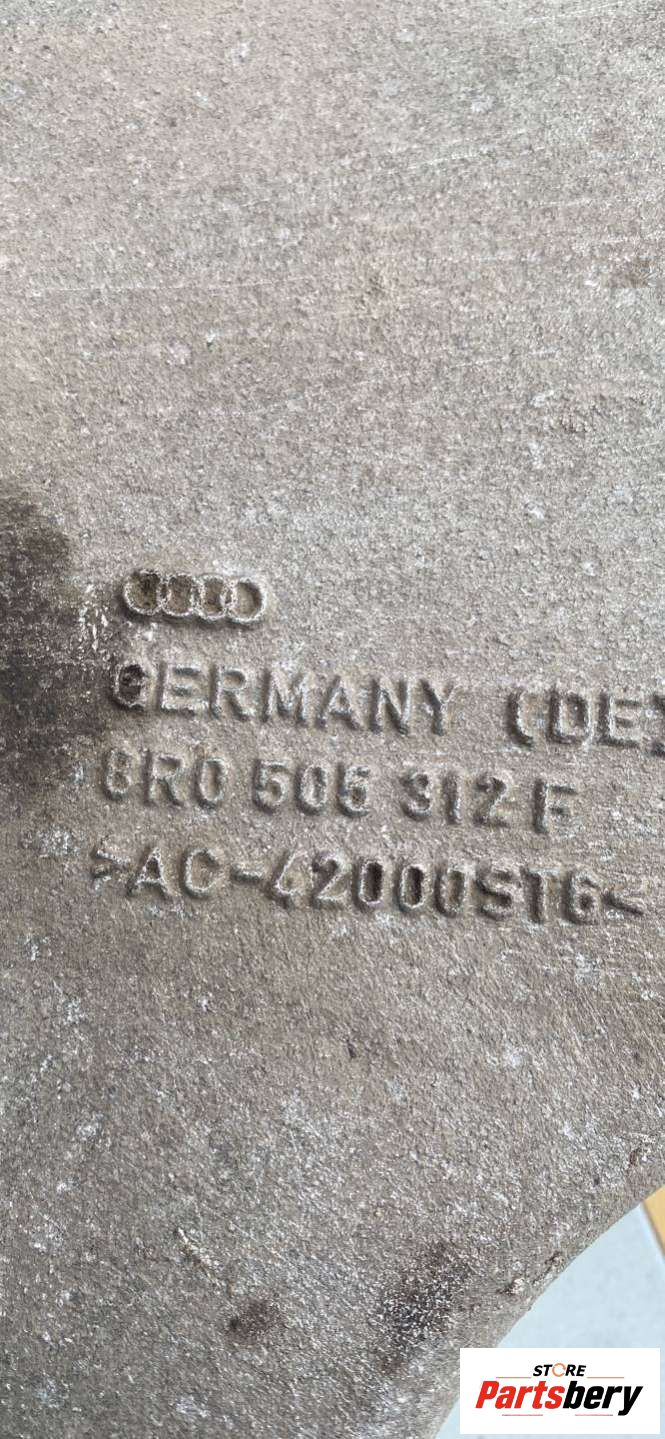 GERMANY (DE)
8R0 505 312 F
>AC-42000ST6<
STORE
Partsbery